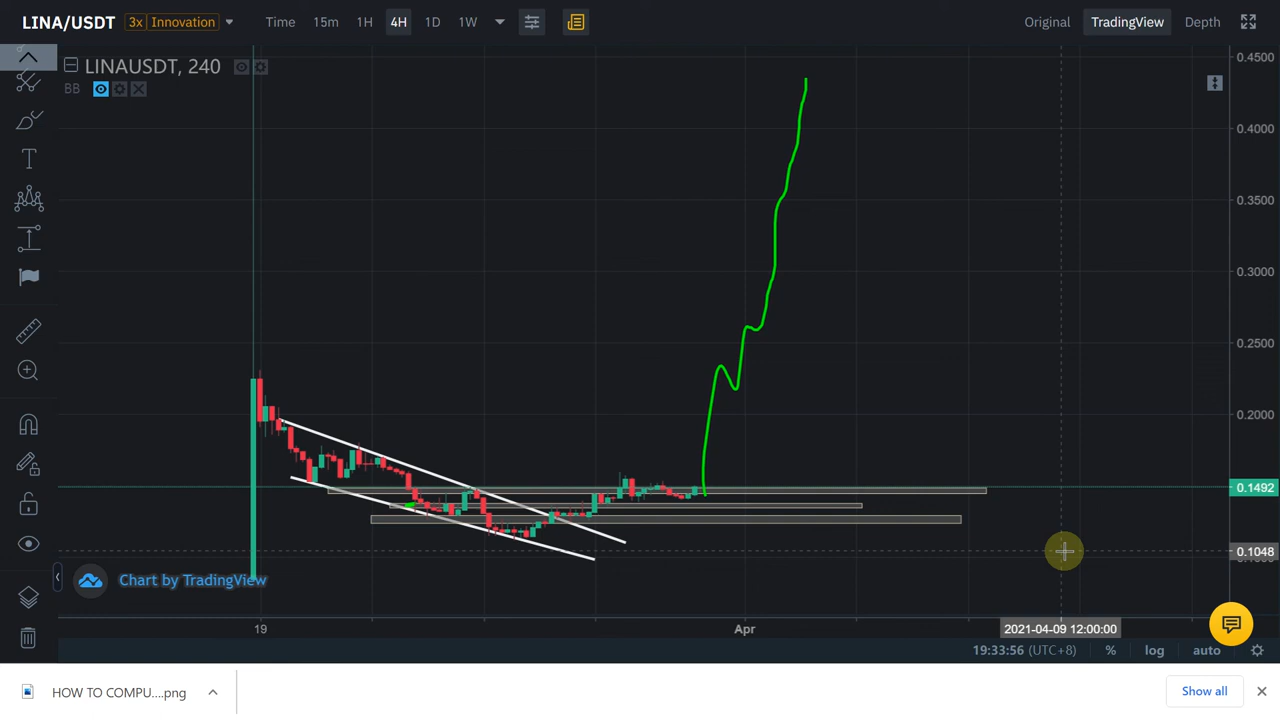 LINA/USDT 3x Innovation Time 15m 1H 4H 1D 1W Original TradingView Depth
LINAUSDT, 240
BB
0.4500
0.4000
0.3500
0.3000
0.2500
0.2000
0.1492
0.1048
Chart by TradingView
19 Apr 2021-04-09 12:00:00
19:33:56 (UTC+8) % log auto
HOW TO COMPU....png Show all